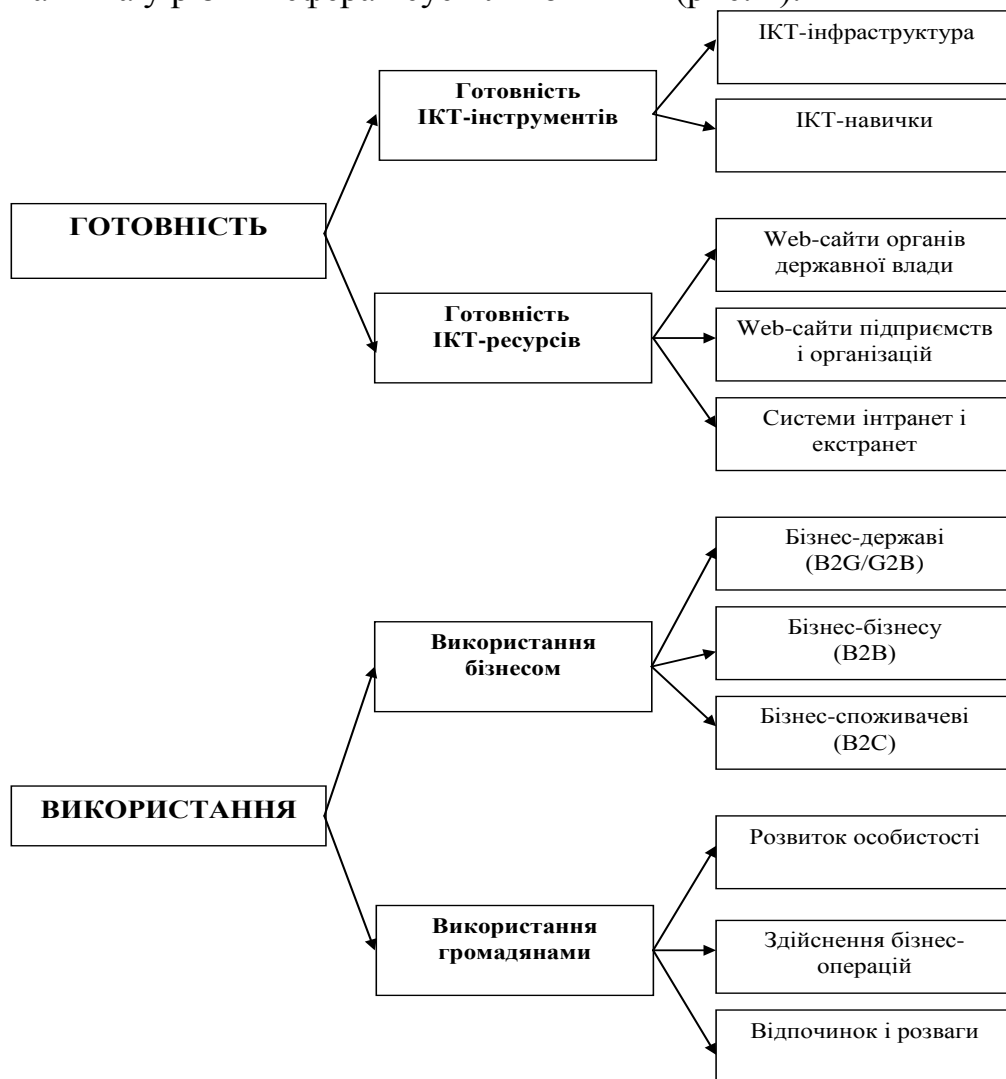 ІКТ-інфраструктура
Готовність
ІКТ-інструментів
ІКТ-навички
ГОТОВНІСТЬ
Web-сайти органів
державної влади
Готовність
ІКТ-ресурсів
Web-сайти підприємств
і організацій
Системи інтранет і
екстранет
Бізнес-державі
(B2G/G2B)
Використання
бізнесом
Бізнес-бізнесу
(B2B)
Бізнес-споживачеві
(B2C)
ВИКОРИСТАННЯ
Розвиток особистості
Використання
громадянами
Здійснення бізнес-
операцій
Відпочинок і розваги